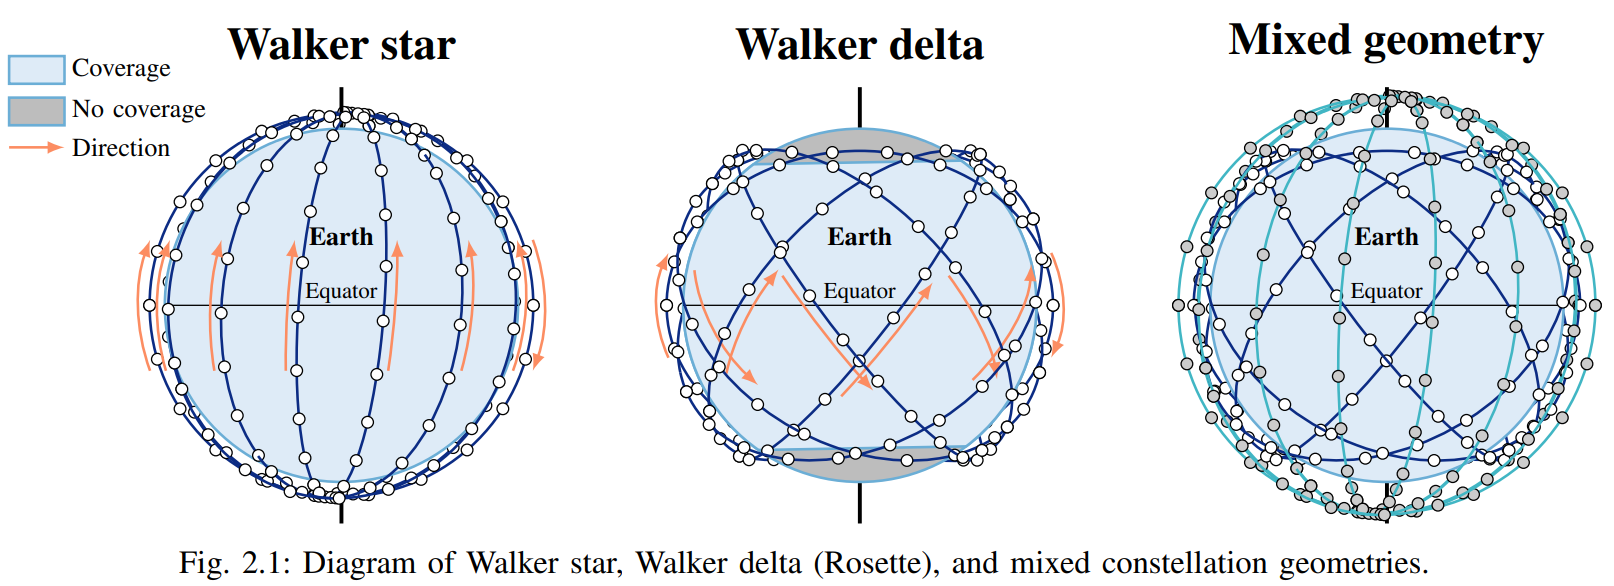 Walker star
Walker delta
Mixed geometry
Coverage
No coverage
Direction
Earth
Equator
Earth
Equator
Earth
Equator
Fig. 2.1: Diagram of Walker star, Walker delta (Rosette), and mixed constellation geometries.